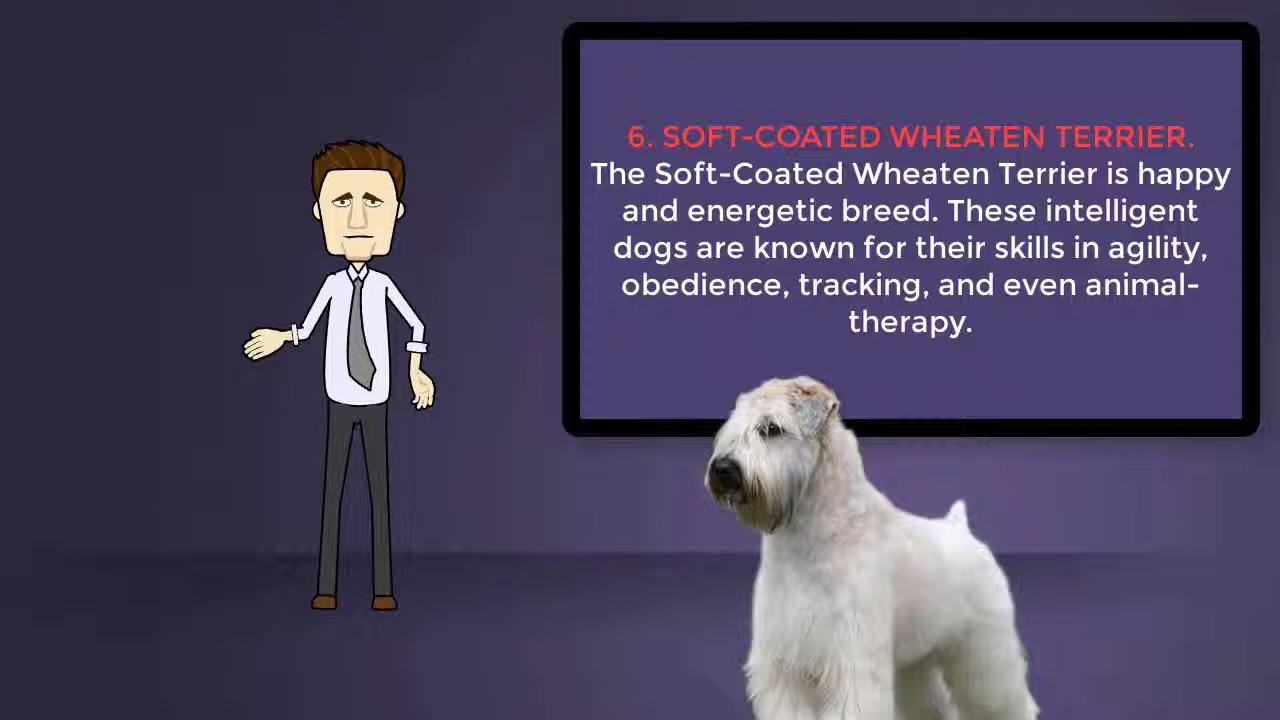 6. SOFT-COATED WHEATEN TERRIER.
The Soft-Coated Wheaten Terrier is happy
and energetic breed. These intelligent
dogs are known for their skills in agility,
obedience, tracking, and even animal-
therapy.